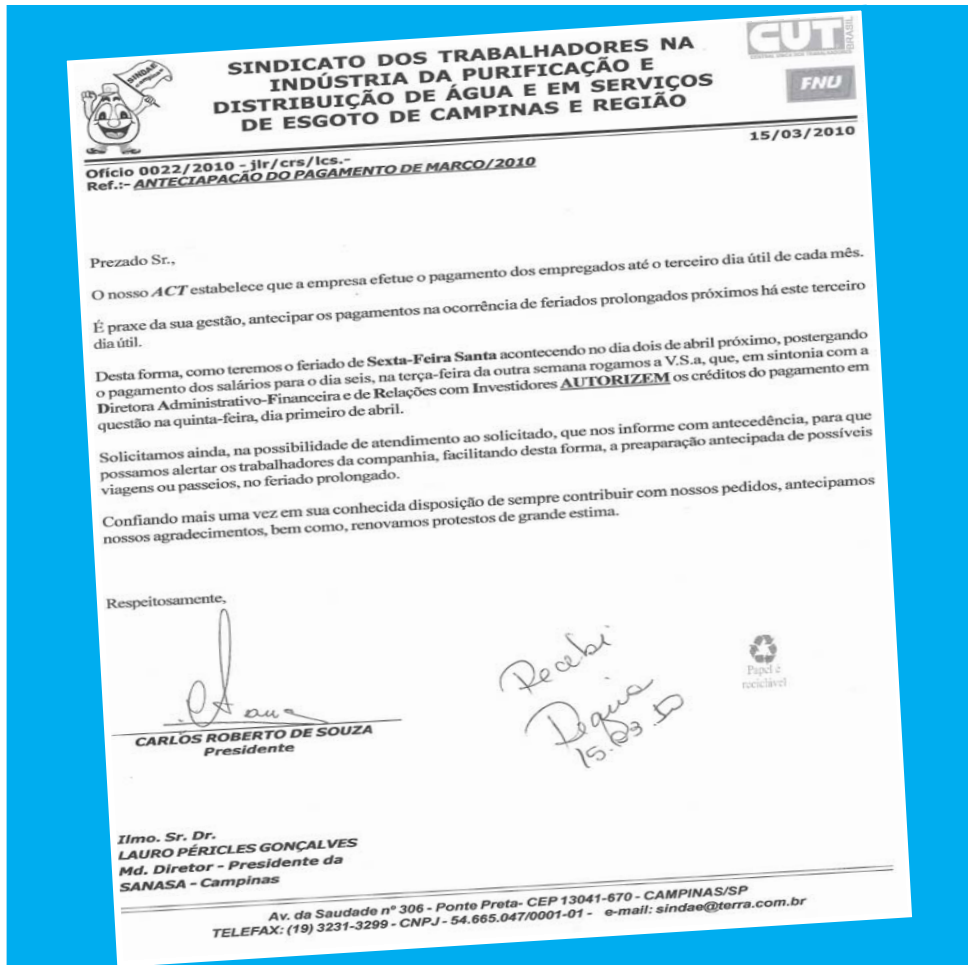 SINDAE
campinas
SINDICATO DOS TRABALHADORES NA
INDÚSTRIA DA PURIFICAÇÃO E
DISTRIBUIÇÃO DE ÁGUA E EM SERVIÇOS
DE ESGOTO DE CAMPINAS E REGIÃO
CUT
BRASIL
CENTRAL ÚNICA DOS TRABALHADORES
FNU
15/03/2010
Ofício 0022/2010 - jlr/crs/lcs.-
Ref.:- ANTECIAPAÇÃO DO PAGAMENTO DE MARÇO/2010
Prezado Sr.,
O nosso ACT estabelece que a empresa efetue o pagamento dos empregados até o terceiro dia útil de cada mês.
É praxe da sua gestão, antecipar os pagamentos na ocorrência de feriados prolongados próximos há este terceiro
dia útil.
Desta forma, como teremos o feriado de Sexta-Feira Santa acontecendo no dia dois de abril próximo, postergando
o pagamento dos salários para o dia seis, na terça-feira da outra semana rogamos a V.S.a, que, em sintonia com a
Diretora Administrativo-Financeira e de Relações com Investidores AUTORIZEM os créditos do pagamento em
questão na quinta-feira, dia primeiro de abril.
Solicitamos ainda, na possibilidade de atendimento ao solicitado, que nos informe com antecedência, para que
possamos alertar os trabalhadores da companhia, facilitando desta forma, a preaparação antecipada de possíveis
viagens ou passeios, no feriado prolongado.
Confiando mais uma vez em sua conhecida disposição de sempre contribuir com nossos pedidos, antecipamos
nossos agradecimentos, bem como, renovamos protestos de grande estima.
Respeitosamente,
CARLOS ROBERTO DE SOUZA
Presidente
Recebi
15.03.10
Papel é
reciclável
Ilmo. Sr. Dr.
LAURO PÉRICLES GONÇALVES
Md. Diretor - Presidente da
SANASA - Campinas
Av. da Saudade nº 306 - Ponte Preta- CEP 13041-670 - CAMPINAS/SP
TELEFAX: (19) 3231-3299 - CNPJ - 54.665.047/0001-01 - e-mail: sindae@terra.com.br